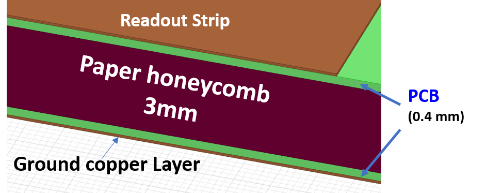 Readout Strip
Paper honeycomb
3mm
PCB
(0.4 mm)
Ground copper Layer